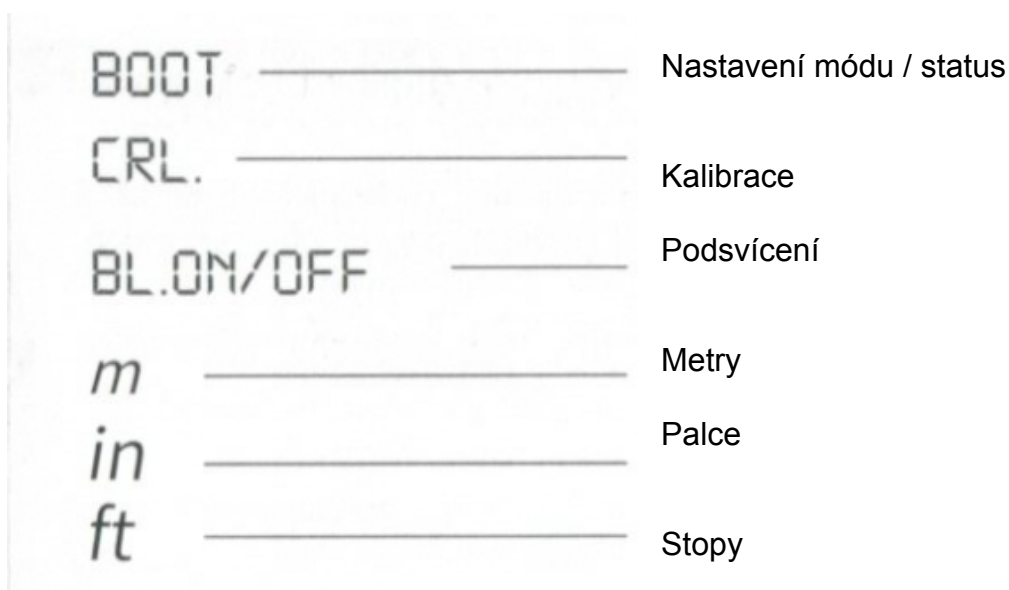 BOOT Nastavení módu / status
CRL. Kalibrace
BL.ON/OFF Podsvícení
m Metry
in Palce
ft Stopy